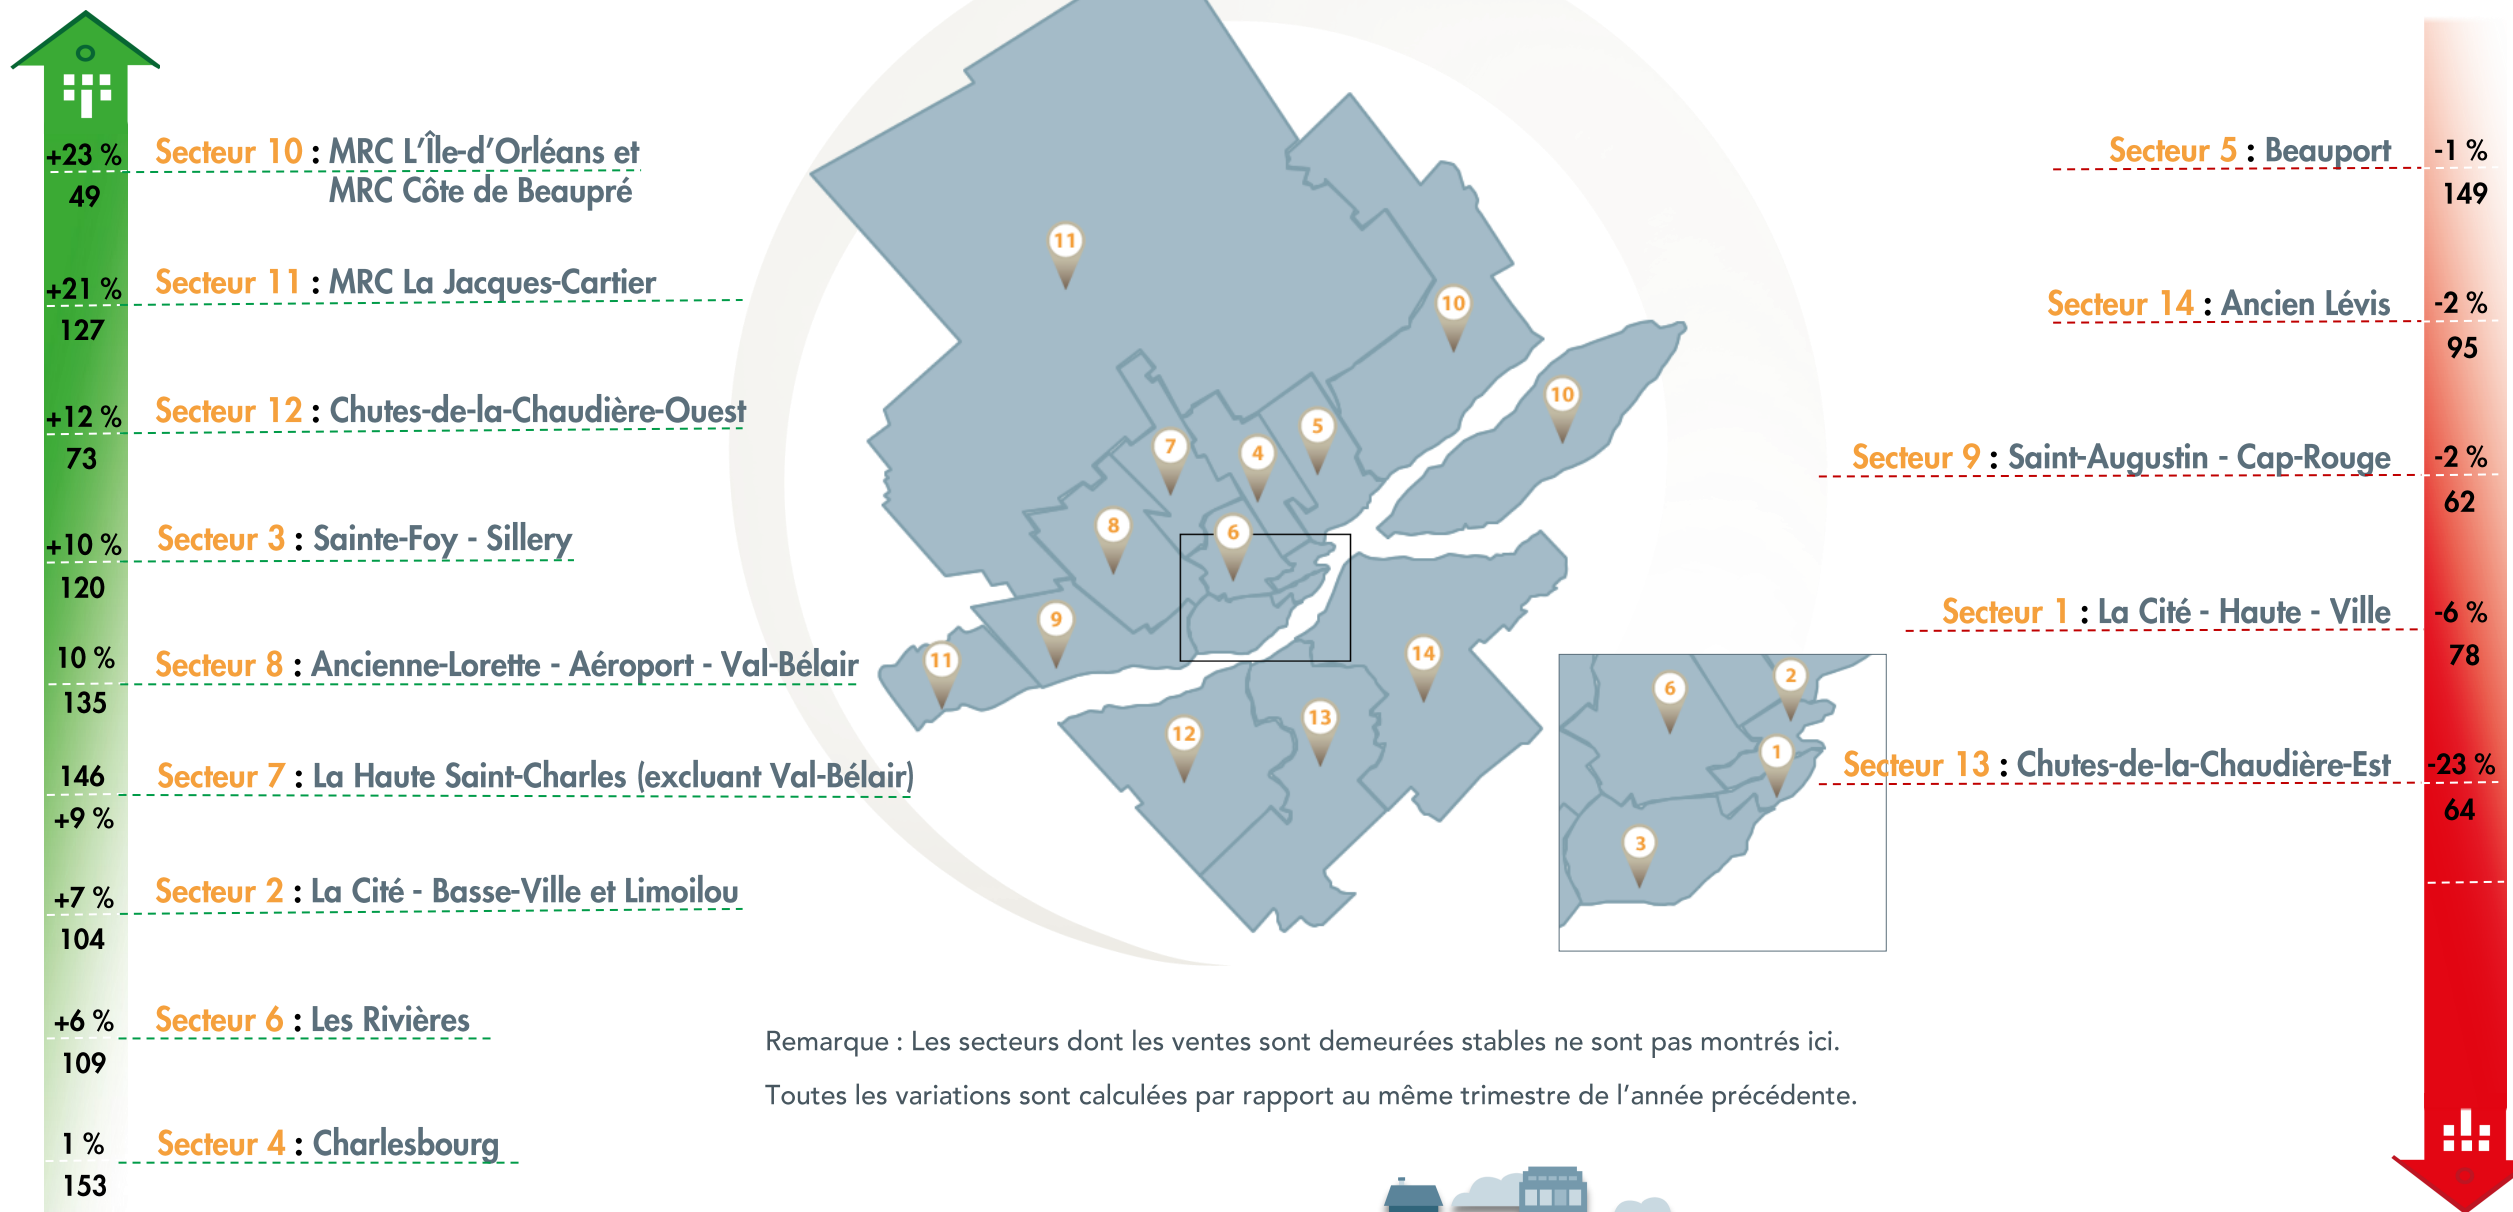 +23 %
49
Secteur 10 : MRC L’Île-d’Orléans et
MRC Côte de Beaupré
+21 %
127
Secteur 11 : MRC La Jacques-Cartier
+12 %
73
Secteur 12 : Chutes-de-la-Chaudière-Ouest
+10 %
120
Secteur 3 : Sainte-Foy - Sillery
10 %
135
Secteur 8 : Ancienne-Lorette - Aéroport - Val-Bélair
146
+9 %
Secteur 7 : La Haute Saint-Charles (excluant Val-Bélair)
+7 %
104
Secteur 2 : La Cité - Basse-Ville et Limoilou
+6 %
109
Secteur 6 : Les Rivières
1 %
153
Secteur 4 : Charlesbourg
11
10
10
5
7
4
8
6
9
11
14
13
12
6
2
1
3
Secteur 5 : Beauport
-1 %
149
Secteur 14 : Ancien Lévis
-2 %
95
Secteur 9 : Saint-Augustin - Cap-Rouge
-2 %
62
Secteur 1 : La Cité - Haute - Ville
-6 %
78
Secteur 13 : Chutes-de-la-Chaudière-Est
-23 %
64
Remarque : Les secteurs dont les ventes sont demeurées stables ne sont pas montrés ici.
Toutes les variations sont calculées par rapport au même trimestre de l’année précédente.